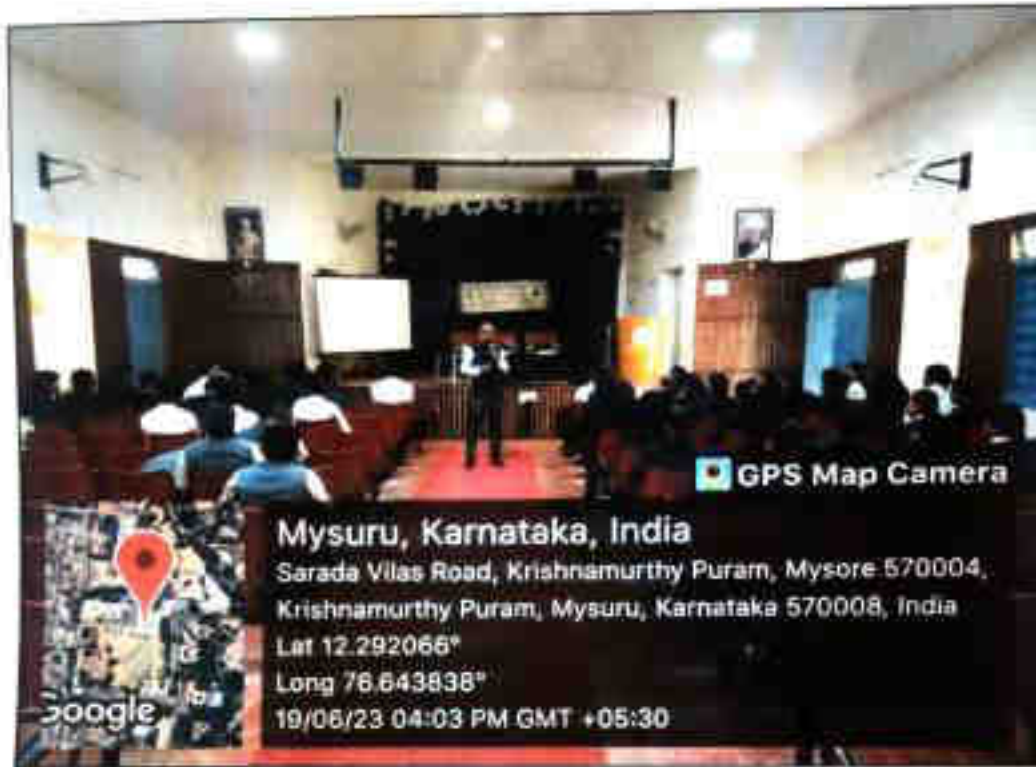 GPS Map Camera
Mysuru, Karnataka, India
Sarada Vilas Road, Krishnamurthy Puram, Mysore 570004,
Krishnamurthy Puram, Mysuru, Karnataka 570008, India
Lat 12.292066°
Long 76.643838°
19/06/23 04:03 PM GMT +05:30
Google